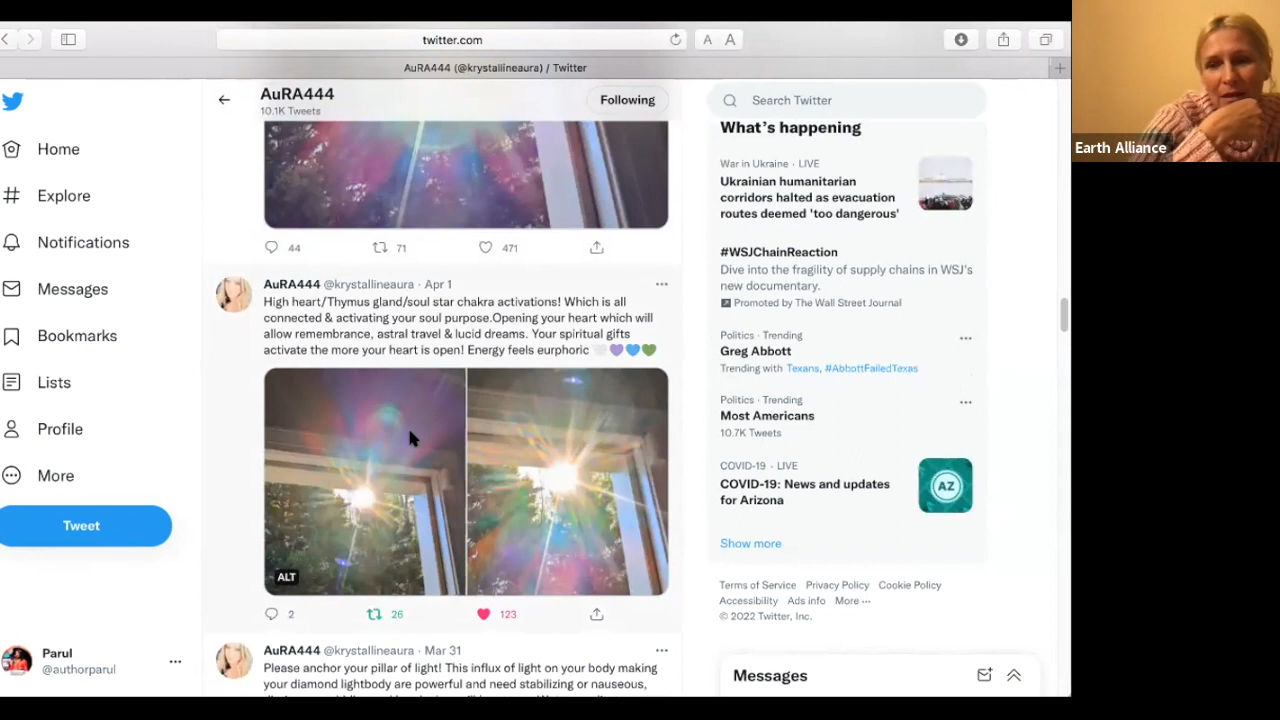 twitter.com
A A
AuRA444 (@krystallineaura) / Twitter
Home
Explore
Notifications
Messages
Bookmarks
Lists
Profile
More
Tweet
Parul
@authorparul
AuRA444
10.1K Tweets
Following
44 71 471
AuRA444 @krystallineaura · Apr 1
High heart/Thymus gland/soul star chakra activations! Which is all
connected & activating your soul purpose.Opening your heart which will
allow remembrance, astral travel & lucid dreams. Your spiritual gifts
activate the more your heart is open! Energy feels eurphoric 🤍💜💙💚
ALT
2 26 123
AuRA444 @krystallineaura · Mar 31
Please anchor your pillar of light! This influx of light on your body making
your diamond lightbody are powerful and need stabilizing or nauseous,
Search Twitter
What's happening
War in Ukraine · LIVE
Ukrainian humanitarian
corridors halted as evacuation
routes deemed 'too dangerous'
#WSJChainReaction
Dive into the fragility of supply chains in WSJ's
new documentary.
Promoted by The Wall Street Journal
Politics · Trending
Greg Abbott
Trending with Texans, #AbbottFailedTexas
Politics · Trending
Most Americans
10.7K Tweets
COVID-19 · LIVE
COVID-19: News and updates
for Arizona
AZ
Show more
Terms of Service Privacy Policy Cookie Policy
Accessibility Ads info More ···
© 2022 Twitter, Inc.
Messages
Earth Alliance